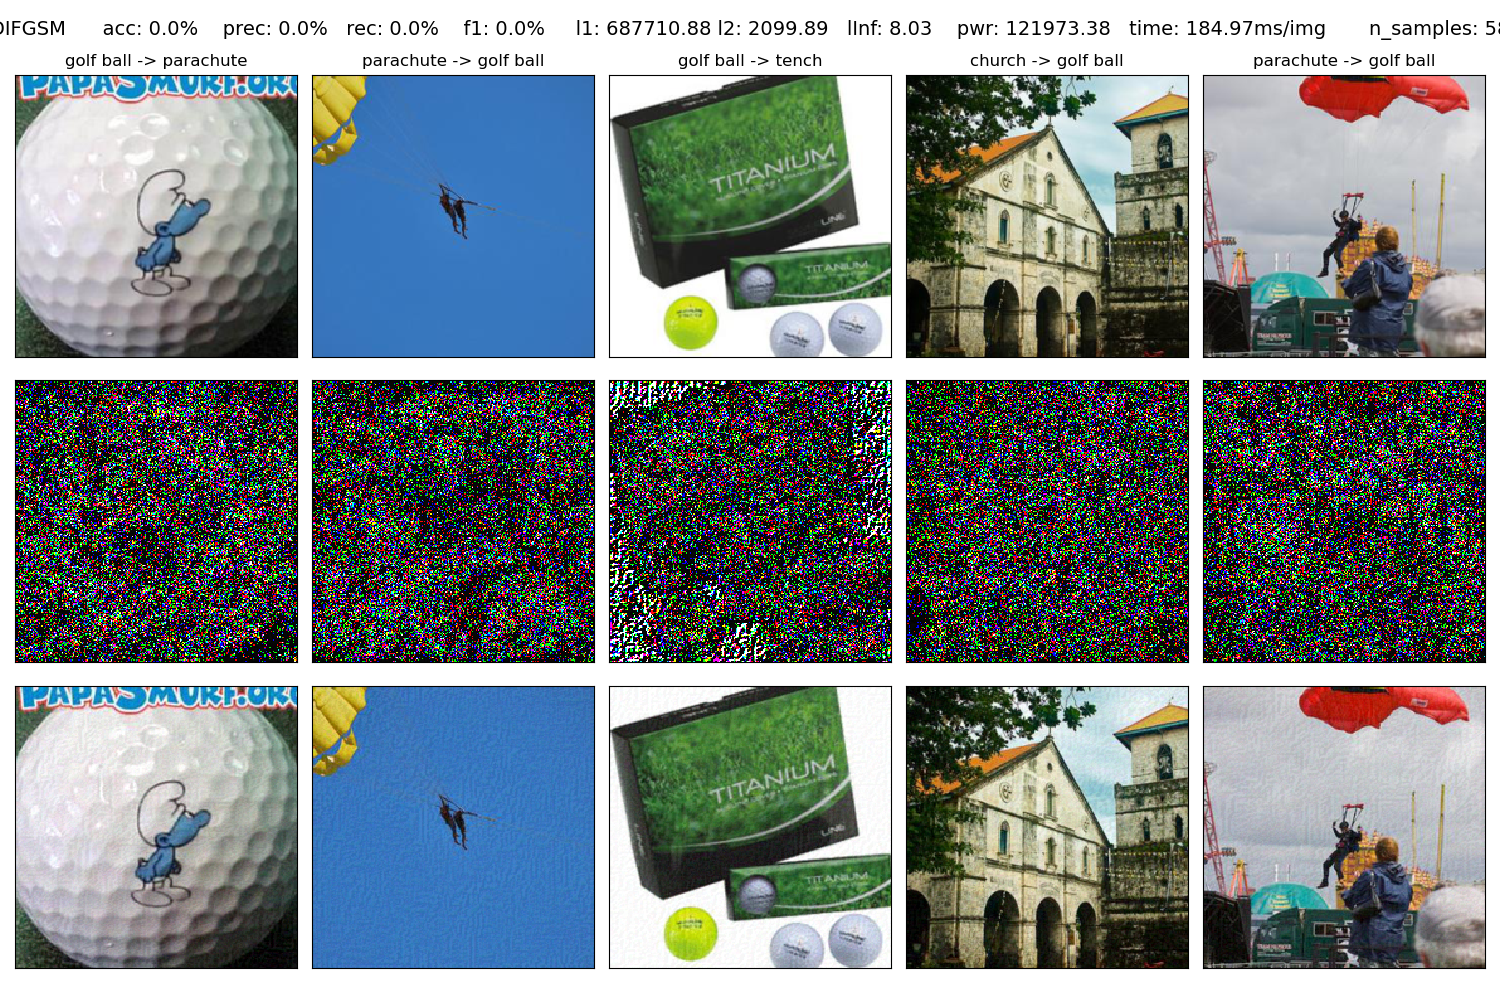 DIFGSM acc: 0.0% prec: 0.0% rec: 0.0% f1: 0.0% l1: 687710.88 l2: 2099.89 lInf: 8.03 pwr: 121973.38 time: 184.97ms/img n_samples: 58
golf ball -> parachute parachute -> golf ball golf ball -> tench church -> golf ball parachute -> golf ball
PAPASMURF.ORG
TITANIUM
LINE
TITANIUM
PAPASMURF.ORG
TITANIUM
LINE
TITANIUM